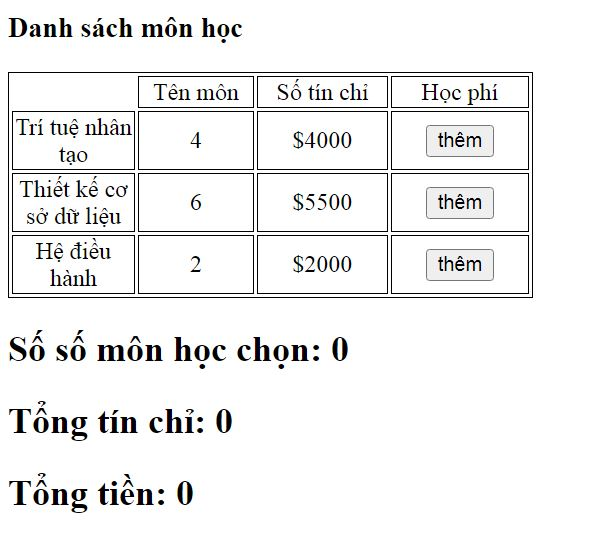 Danh sách môn học
Tên môn Số tín chỉ Học phí
Trí tuệ nhân
tạo 4 $4000 thêm
Thiết kế cơ
sở dữ liệu 6 $5500 thêm
Hệ điều
hành 2 $2000 thêm
Số số môn học chọn: 0
Tổng tín chỉ: 0
Tổng tiền: 0